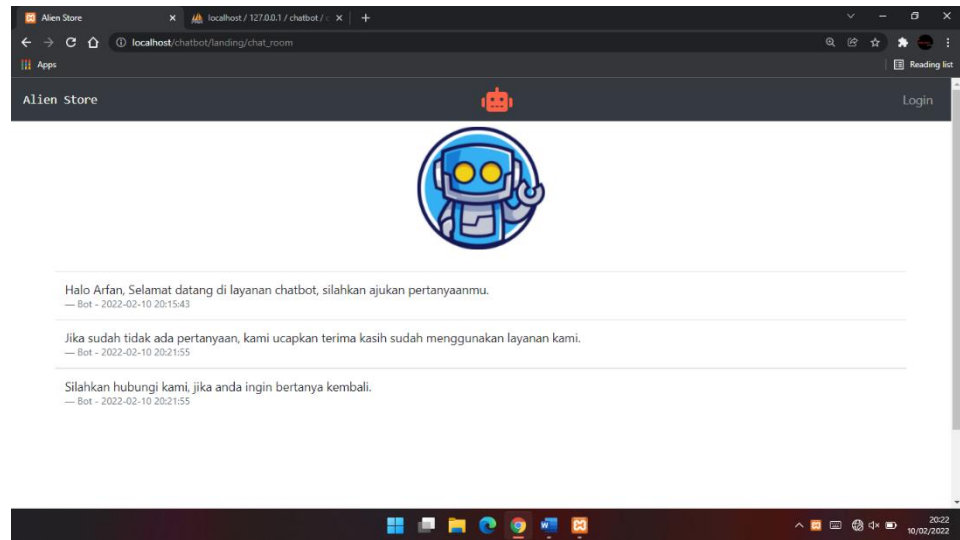 Alien Store
localhost / 127.0.0.1 / chatbot /
localhost/chatbot/landing/chat_room
Apps
Reading list
Alien Store
Login
Halo Arfan, Selamat datang di layanan chatbot, silahkan ajukan pertanyaanmu.
— Bot - 2022-02-10 20:15:43
Jika sudah tidak ada pertanyaan, kami ucapkan terima kasih sudah menggunakan layanan kami.
— Bot - 2022-02-10 20:21:55
Silahkan hubungi kami, jika anda ingin bertanya kembali.
— Bot - 2022-02-10 20:21:55
20:22
10/02/2022